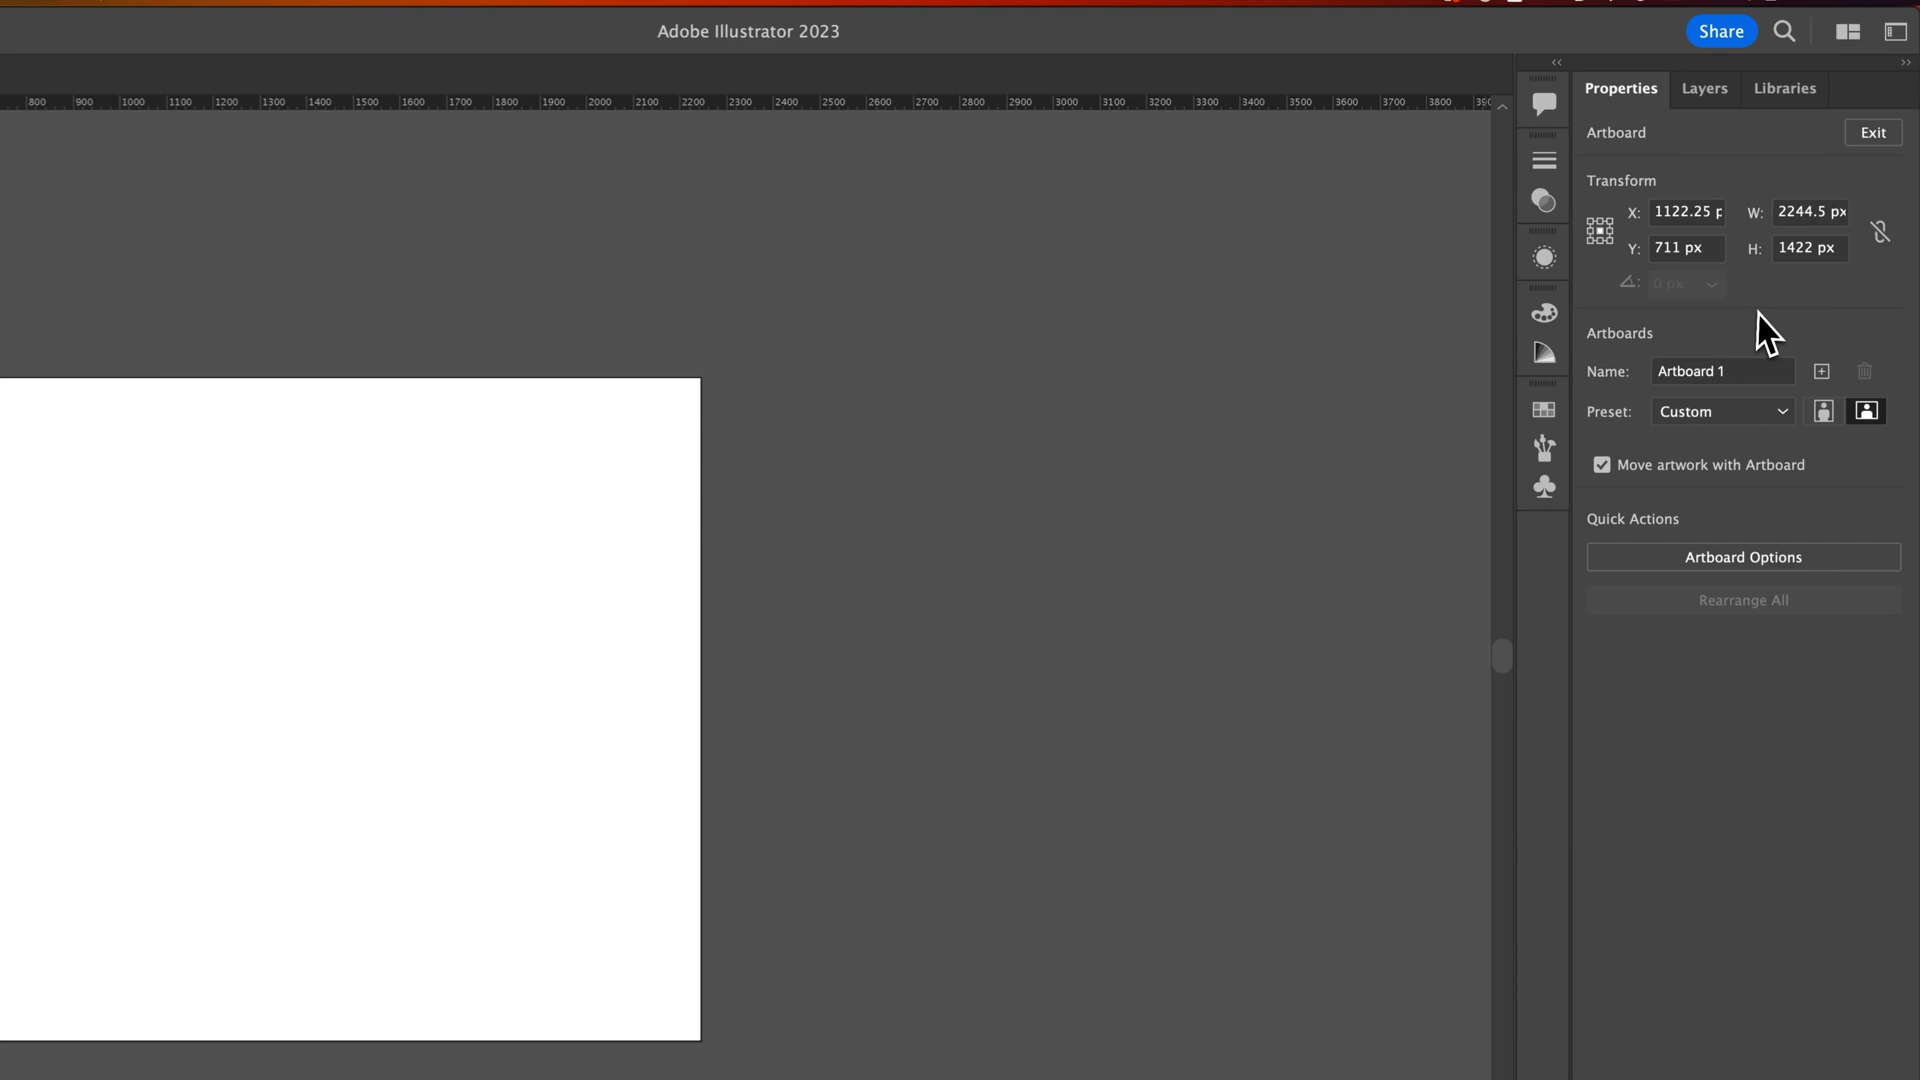 Adobe Illustrator 2023
Share
800 900 1000 1100 1200 1300 1400 1500 1600 1700 1800 1900 2000 2100 2200 2300 2400 2500 2600 2700 2800 2900 3000 3100 3200 3300 3400 3500 3600 3700 3800
Properties Layers Libraries
Artboard Exit
Transform
X: 1122.25 p W: 2244.5 px
Y: 711 px H: 1422 px
0 px
Artboards
Name: Artboard 1
Preset: Custom
Move artwork with Artboard
Quick Actions
Artboard Options
Rearrange All